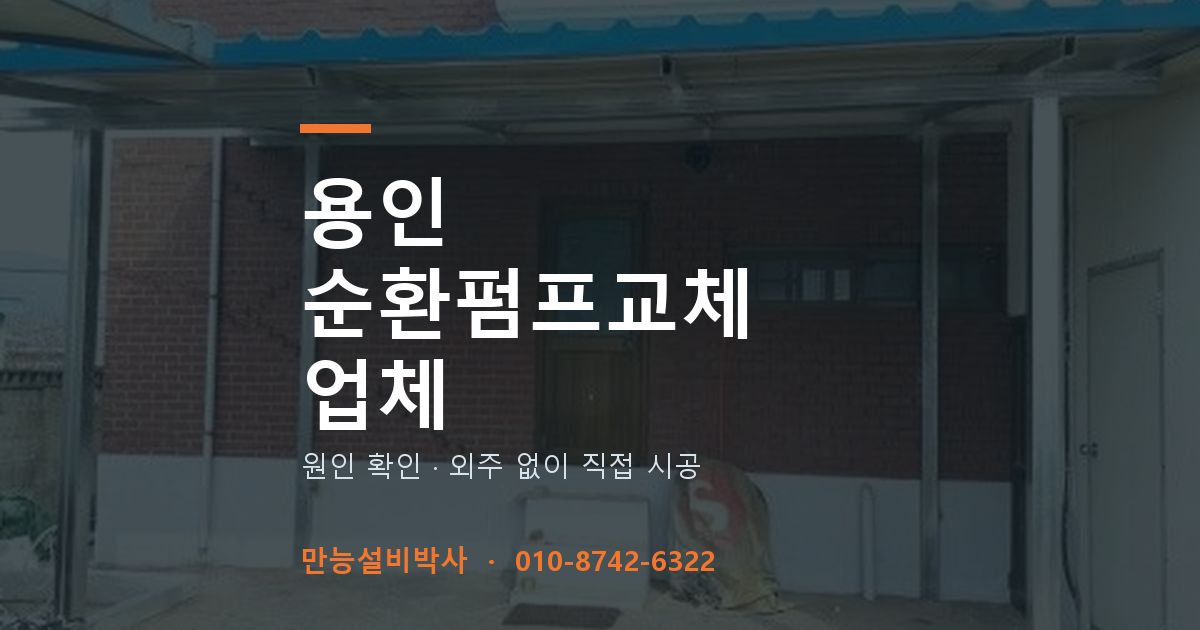 용인
순환펌프교체
업체
원인 확인 · 외주 없이 직접 시공
만능설비박사 · 010-8742-6322